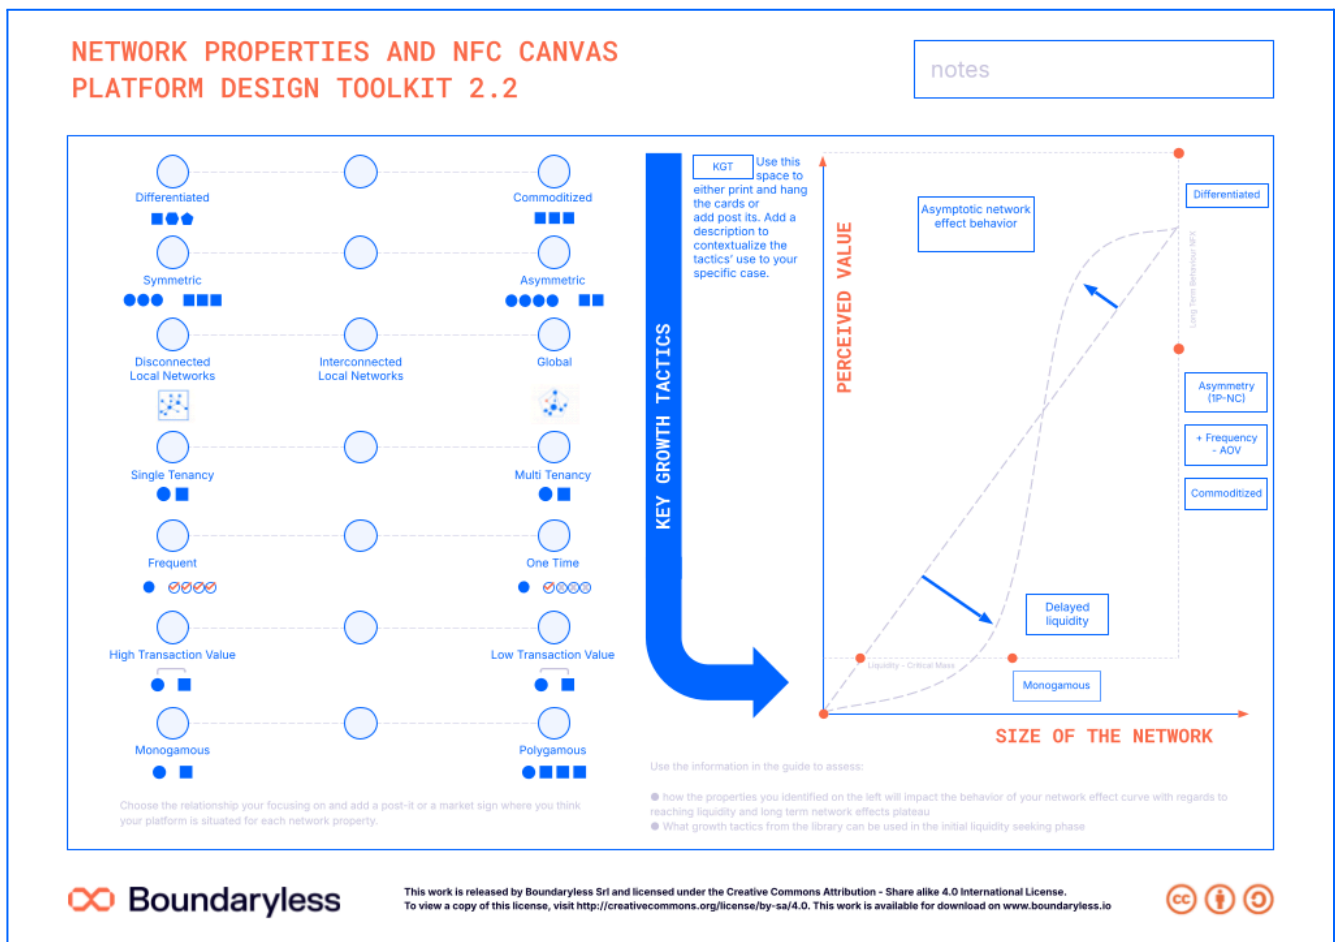 NETWORK PROPERTIES AND NFC CANVAS
PLATFORM DESIGN TOOLKIT 2.2
notes
Differentiated
Commoditized
Symmetric
Asymmetric
Disconnected
Local Networks
Interconnected
Local Networks
Global
Single Tenancy
Multi Tenancy
Frequent
One Time
High Transaction Value
Low Transaction Value
Monogamous
Polygamous
Choose the relationship your focusing on and add a post-it or a market sign where you think
your platform is situated for each network property.
KEY GROWTH TACTICS
KGT
Use this
space to
either print and hang
the cards or
add post its. Add a
description to
contextualize the
tactics' use to your
specific case.
PERCEIVED VALUE
Asymptotic network
effect behavior
Differentiated
Long Term Behaviour NFX
Asymmetry
(1P-NC)
+ Frequency
- AOV
Commoditized
Delayed
liquidity
Liquidity - Critical Mass
Monogamous
SIZE OF THE NETWORK
Use the information in the guide to assess:
● how the properties you identified on the left will impact the behavior of your network effect curve with regards to
reaching liquidity and long term network effects plateau
● What growth tactics from the library can be used in the initial liquidity seeking phase
Boundaryless
This work is released by Boundaryless Srl and licensed under the Creative Commons Attribution - Share alike 4.0 International License.
To view a copy of this license, visit http://creativecommons.org/license/by-sa/4.0. This work is available for download on www.boundaryless.io
cc